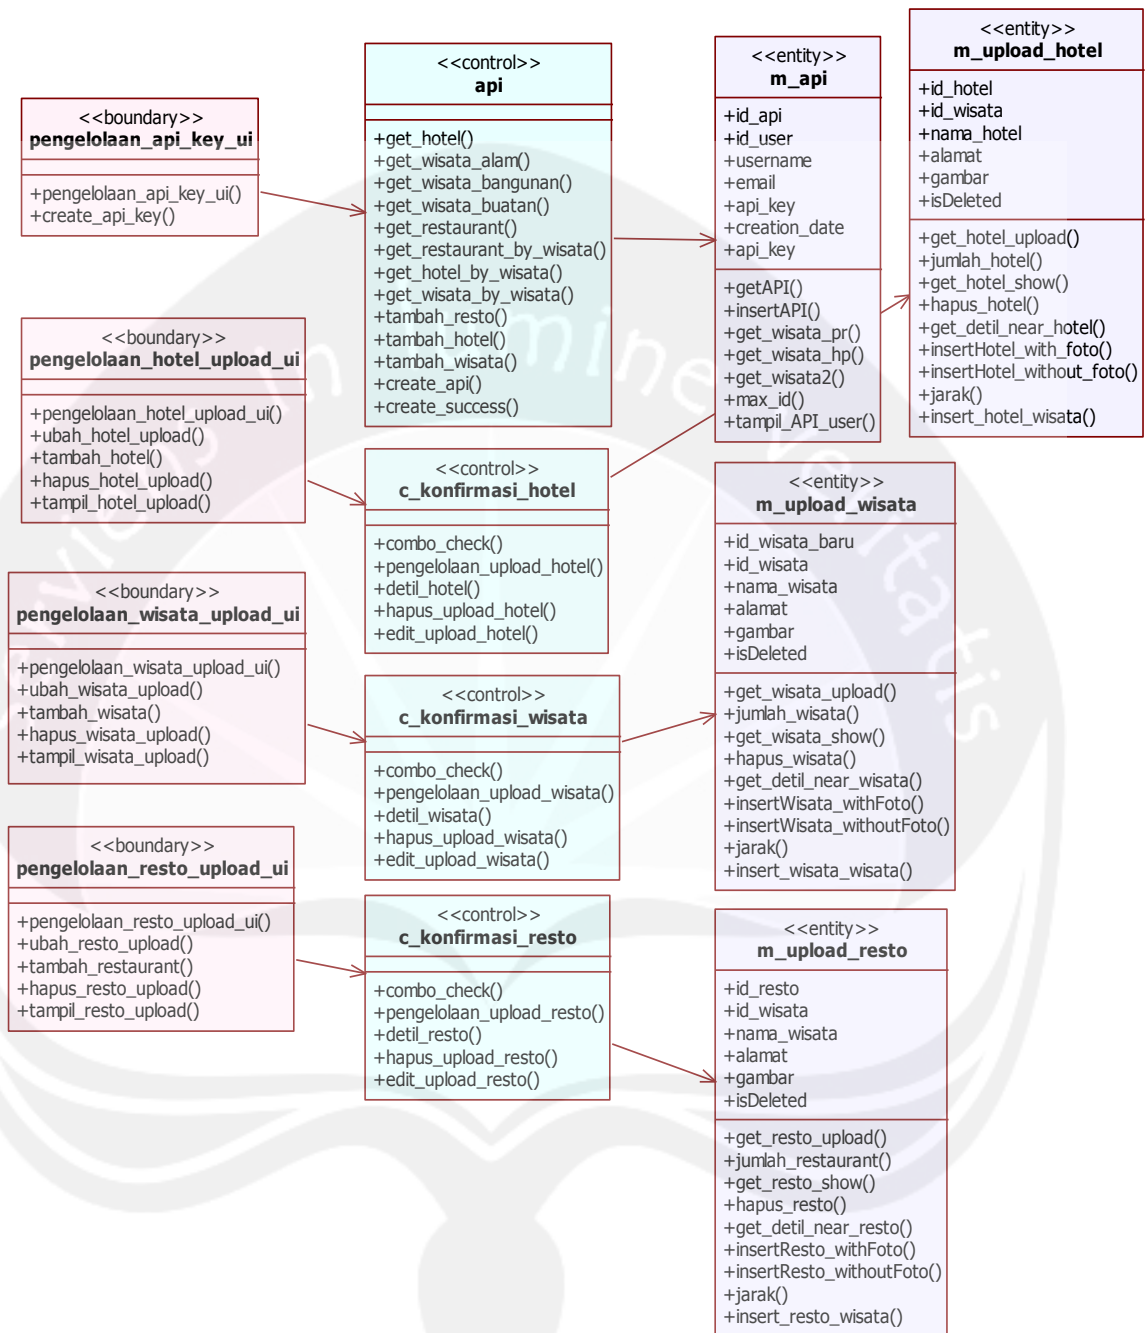 <<boundary>>
pengelolaan_api_key_ui
+pengelolaan_api_key_ui()
+create_api_key()
<<boundary>>
pengelolaan_hotel_upload_ui
+pengelolaan_hotel_upload_ui()
+ubah_hotel_upload()
+tambah_hotel()
+hapus_hotel_upload()
+tampil_hotel_upload()
<<boundary>>
pengelolaan_wisata_upload_ui
+pengelolaan_wisata_upload_ui()
+ubah_wisata_upload()
+tambah_wisata()
+hapus_wisata_upload()
+tampil_wisata_upload()
<<boundary>>
pengelolaan_resto_upload_ui
+pengelolaan_resto_upload_ui()
+ubah_resto_upload()
+tambah_restaurant()
+hapus_resto_upload()
+tampil_resto_upload()
<<control>>
api
+get_hotel()
+get_wisata_alam()
+get_wisata_bangunan()
+get_wisata_buatan()
+get_restaurant()
+get_restaurant_by_wisata()
+get_hotel_by_wisata()
+get_wisata_by_wisata()
+tambah_resto()
+tambah_hotel()
+tambah_wisata()
+create_api()
+create_success()
<<control>>
c_konfirmasi_hotel
+combo_check()
+pengelolaan_upload_hotel()
+detil_hotel()
+hapus_upload_hotel()
+edit_upload_hotel()
<<control>>
c_konfirmasi_wisata
+combo_check()
+pengelolaan_upload_wisata()
+detil_wisata()
+hapus_upload_wisata()
+edit_upload_wisata()
<<control>>
c_konfirmasi_resto
+combo_check()
+pengelolaan_upload_resto()
+detil_resto()
+hapus_upload_resto()
+edit_upload_resto()
<<entity>>
m_api
+id_api
+id_user
+username
+email
+api_key
+creation_date
+api_key
+getAPI()
+insertAPI()
+get_wisata_pr()
+get_wisata_hp()
+get_wisata2()
+max_id()
+tampil_API_user()
<<entity>>
m_upload_hotel
+id_hotel
+id_wisata
+nama_hotel
+alamat
+gambar
+isDeleted
+get_hotel_upload()
+jumlah_hotel()
+get_hotel_show()
+hapus_hotel()
+get_detil_near_hotel()
+insertHotel_with_foto()
+insertHotel_without_foto()
+jarak()
+insert_hotel_wisata()
<<entity>>
m_upload_wisata
+id_wisata_baru
+id_wisata
+nama_wisata
+alamat
+gambar
+isDeleted
+get_wisata_upload()
+jumlah_wisata()
+get_wisata_show()
+hapus_wisata()
+get_detil_near_wisata()
+insertWisata_withFoto()
+insertWisata_withoutFoto()
+jarak()
+insert_wisata_wisata()
<<entity>>
m_upload_resto
+id_resto
+id_wisata
+nama_wisata
+alamat
+gambar
+isDeleted
+get_resto_upload()
+jumlah_restaurant()
+get_resto_show()
+hapus_resto()
+get_detil_near_resto()
+insertResto_withFoto()
+insertResto_withoutFoto()
+jarak()
+insert_resto_wisata()
in lumine